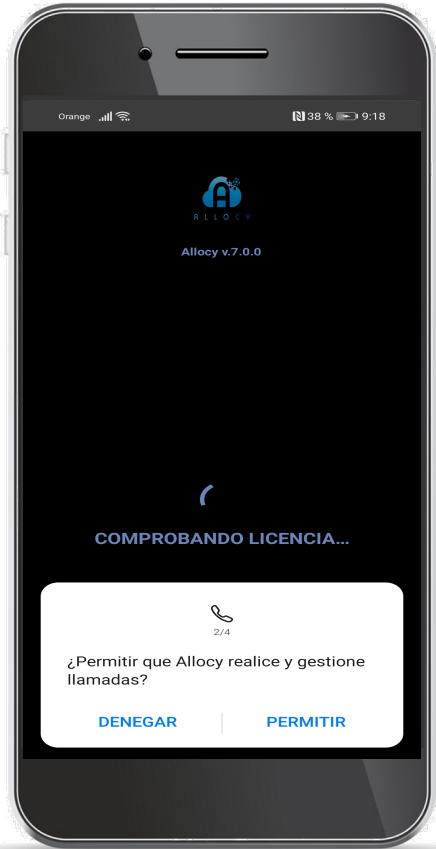 Orange
38 % 9:18
ALLOCY
Allocy v.7.0.0
COMPROBANDO LICENCIA...
2/4
¿Permitir que Allocy realice y gestione
llamadas?
DENEGAR PERMITIR